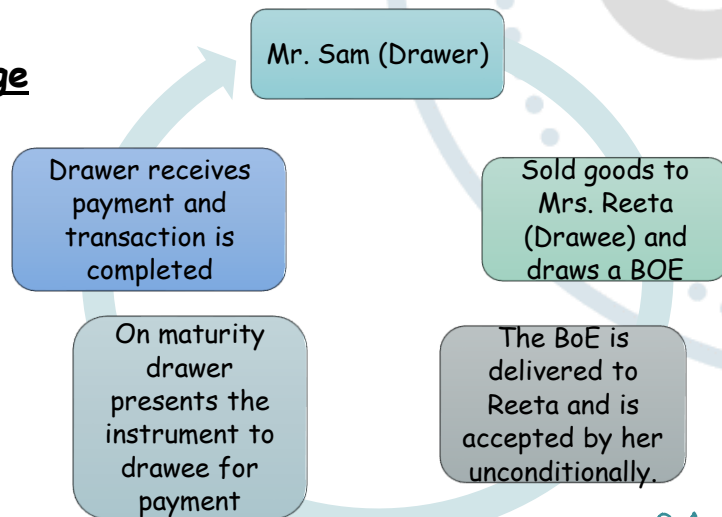 ge
Mr. Sam (Drawer)
Sold goods to
Mrs. Reeta
(Drawee) and
draws a BOE
The BoE is
delivered to
Reeta and is
accepted by her
unconditionally.
On maturity
drawer
presents the
instrument to
drawee for
payment
Drawer receives
payment and
transaction is
completed